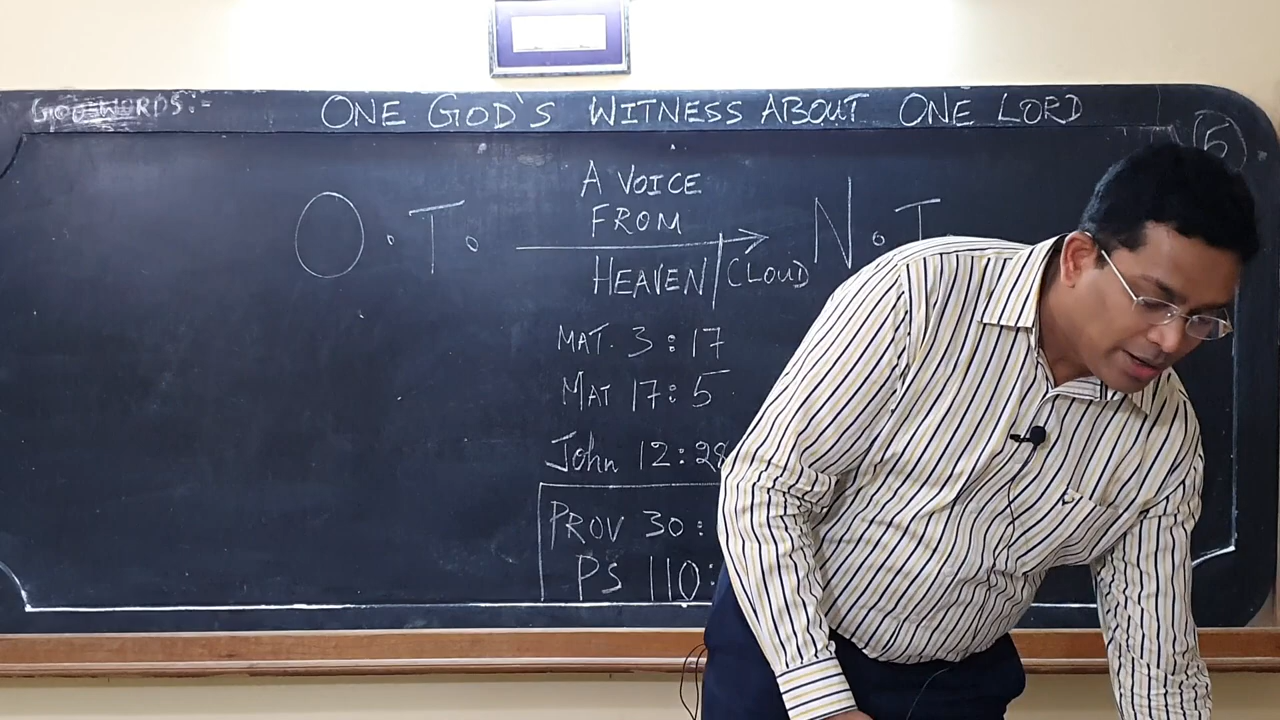 GOD WORDS:-
ONE GOD'S WITNESS ABOUT ONE LORD
6
O.T.
A VOICE
FROM
HEAVEN/CLOUD
N.T
MAT. 3:17
MAT 17:5
John 12:28
PROV 30:
PS 110: